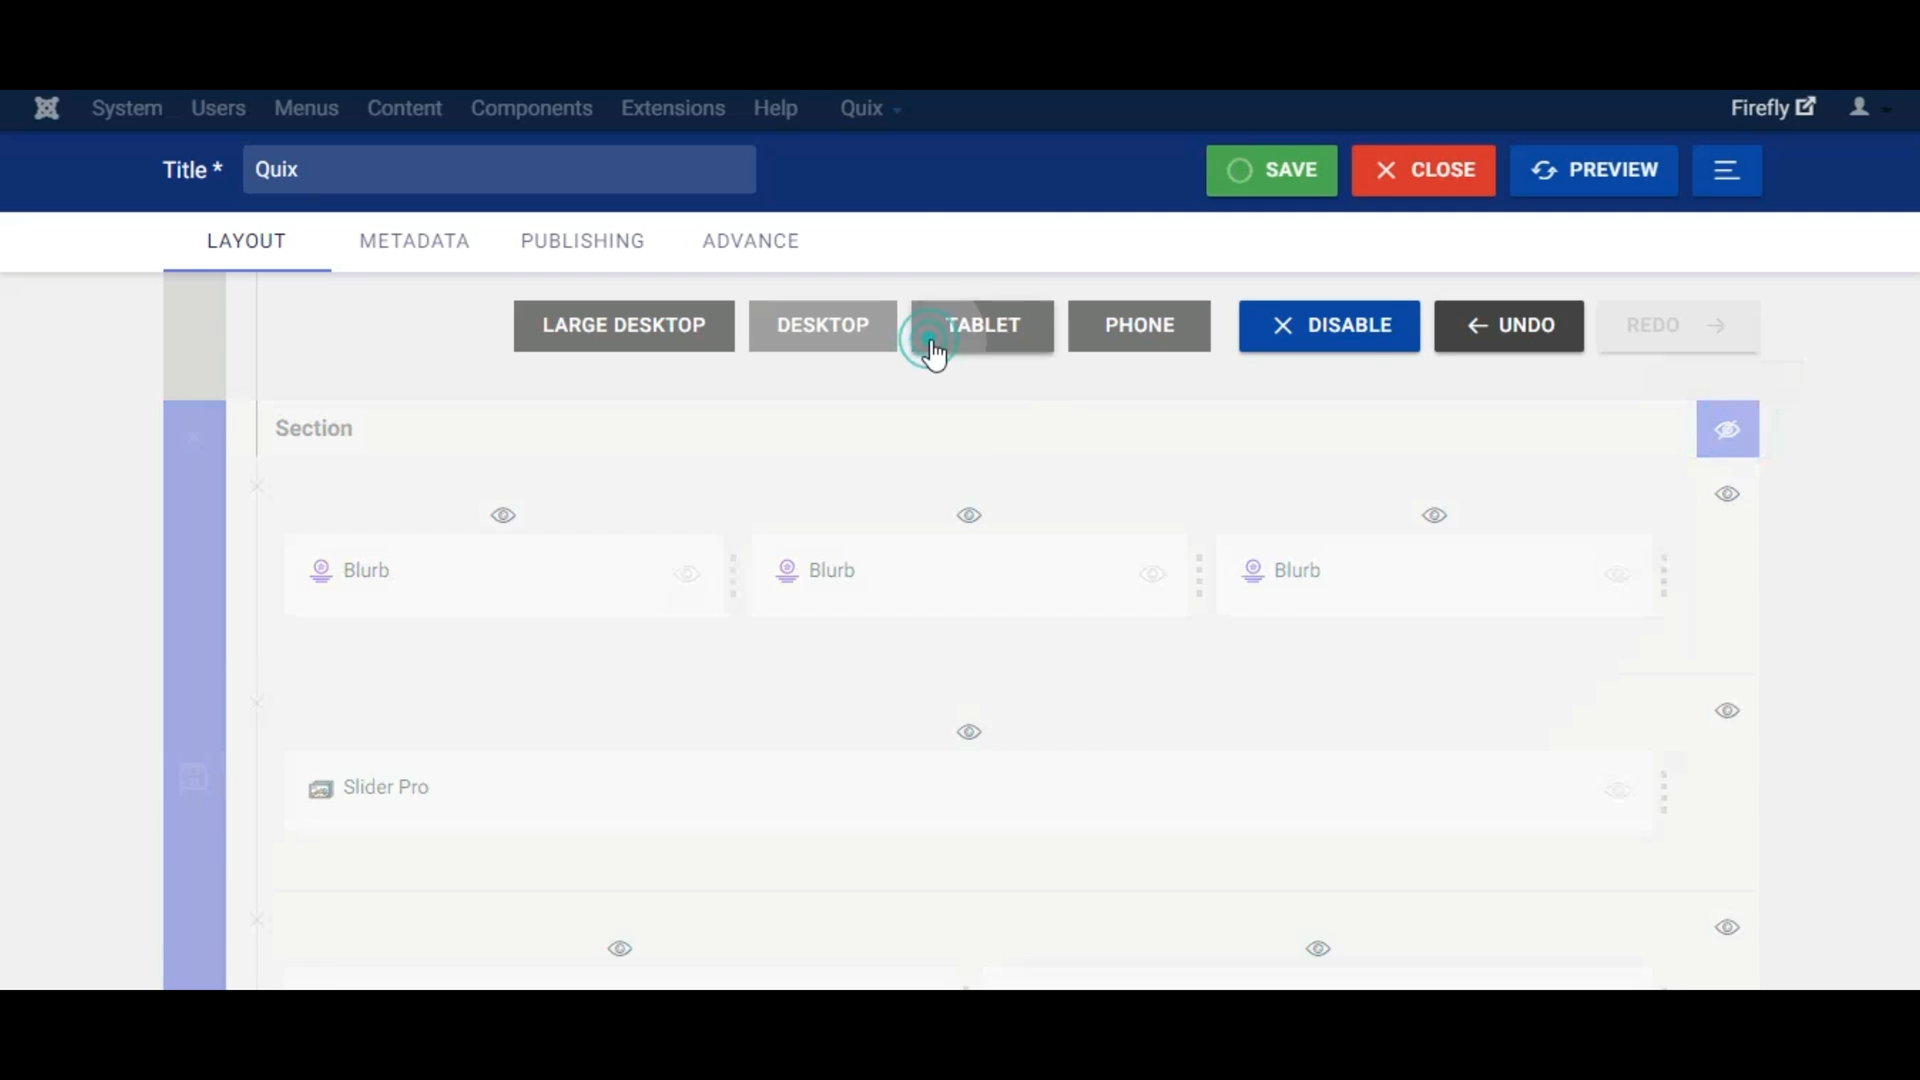 System Users Menus Content Components Extensions Help Quix Firefly
Title * Quix SAVE CLOSE PREVIEW
LAYOUT METADATA PUBLISHING ADVANCE
LARGE DESKTOP DESKTOP TABLET PHONE DISABLE UNDO REDO
Section
Blurb Blurb Blurb
Slider Pro